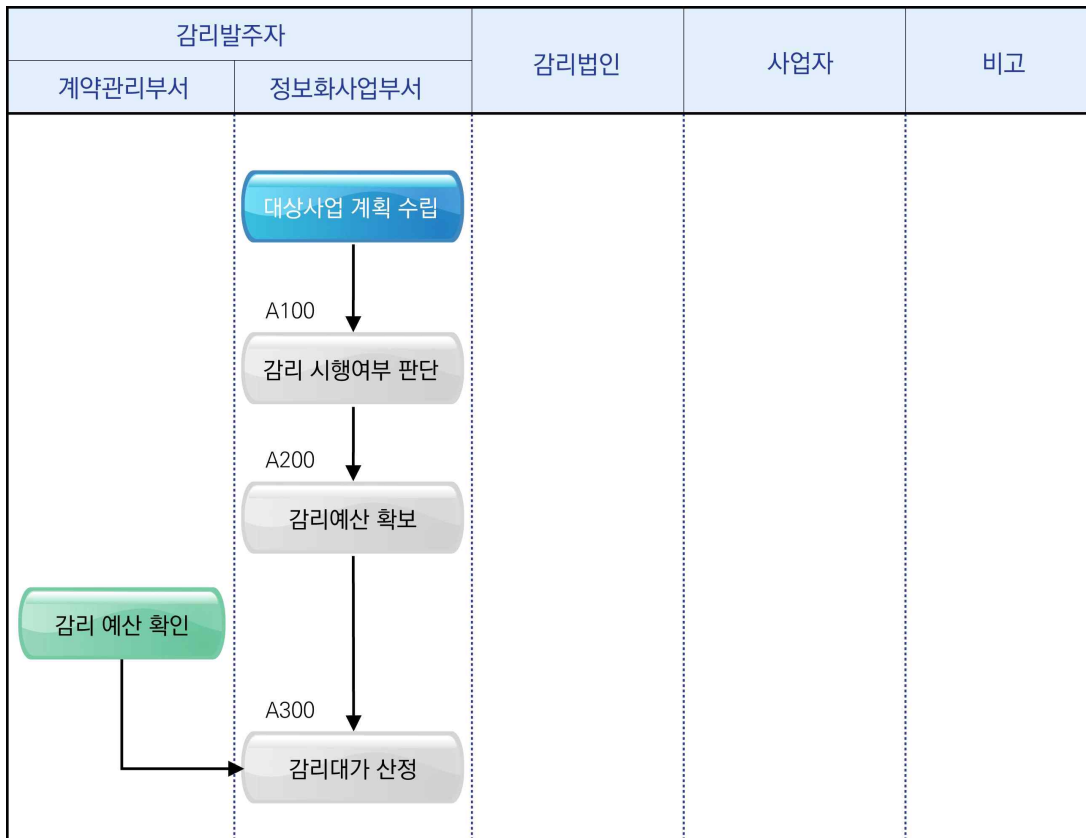 감리발주자
감리법인
사업자
비고
계약관리부서
정보화사업부서
대상사업 계획 수립
A100
감리 시행여부 판단
A200
감리예산 확보
감리 예산 확인
A300
감리대가 산정